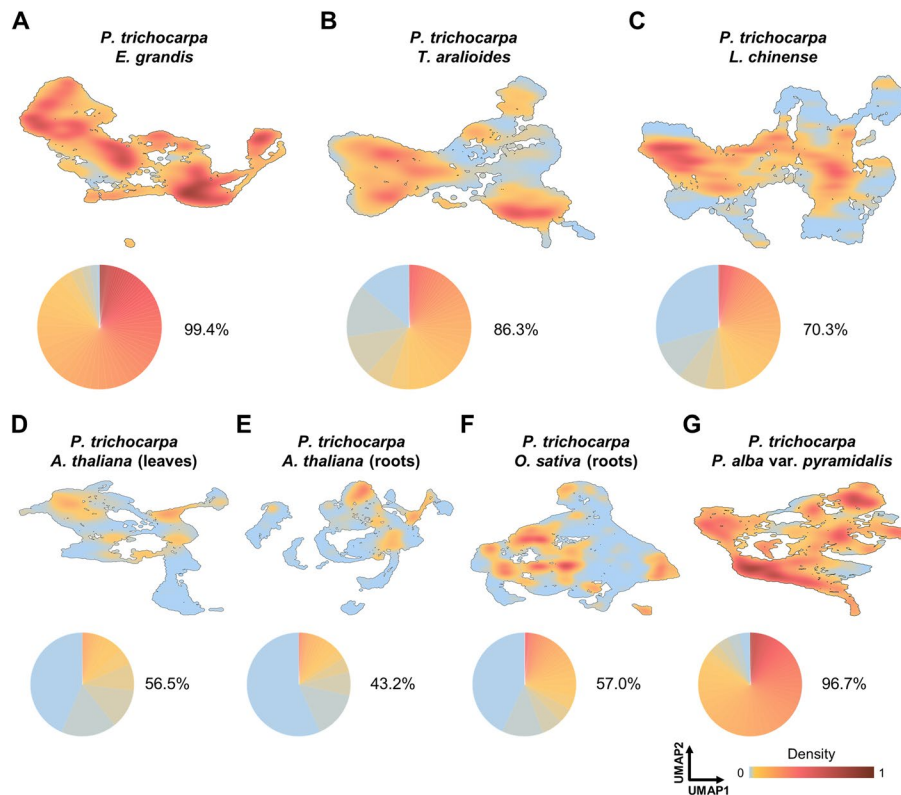 A
P. trichocarpa
E. grandis
99.4%
B
P. trichocarpa
T. aralioides
86.3%
C
P. trichocarpa
L. chinense
70.3%
D
P. trichocarpa
A. thaliana (leaves)
56.5%
E
P. trichocarpa
A. thaliana (roots)
43.2%
F
P. trichocarpa
O. sativa (roots)
57.0%
G
P. trichocarpa
P. alba var. pyramidalis
96.7%
UMAP2
UMAP1
Density
0
1